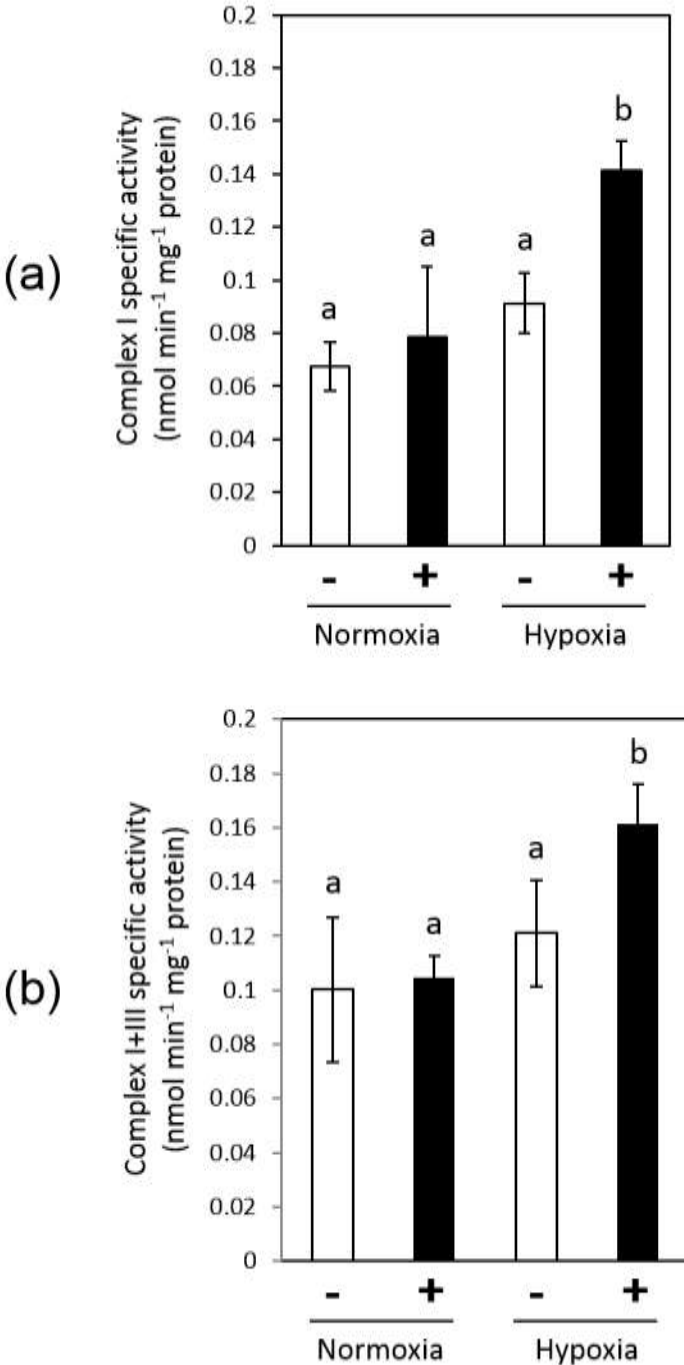 (a)
Complex I specific activity
(nmol min⁻¹ mg⁻¹ protein)
0.2
0.18
0.16
0.14
0.12
0.1
0.08
0.06
0.04
0.02
0
a
a
a
b
- + - +
Normoxia Hypoxia
(b)
Complex I+III specific activity
(nmol min⁻¹ mg⁻¹ protein)
0.2
0.18
0.16
0.14
0.12
0.1
0.08
0.06
0.04
0.02
0
a
a
a
b
- + - +
Normoxia Hypoxia